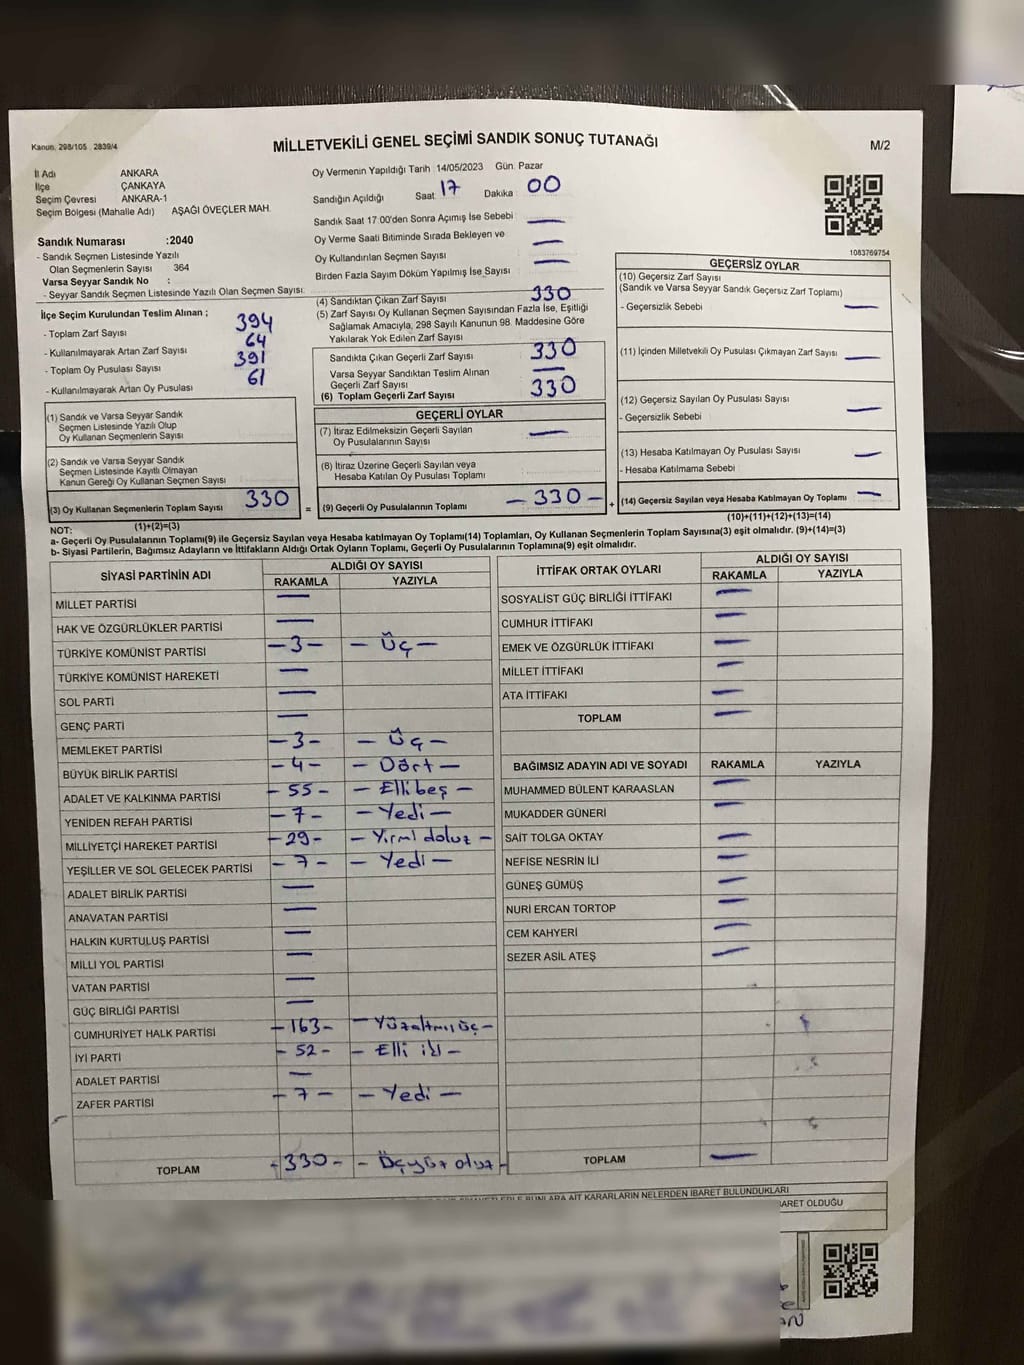 Kanun. 298/105 . 2839/4
MİLLETVEKİLİ GENEL SEÇİMİ SANDIK SONUÇ TUTANAĞI
M/2
İl Adı ANKARA
İlçe ÇANKAYA
Seçim Çevresi ANKARA-1
Seçim Bölgesi (Mahalle Adı) AŞAĞI ÖVEÇLER MAH.
Oy Vermenin Yapıldığı Tarih :14/05/2023 Gün: Pazar
Sandığın Açıldığı Saat: 17 Dakika: 00
Sandık Saat 17.00'den Sonra Açımış İse Sebebi —
Oy Verme Saati Bitiminde Sırada Bekleyen ve —
Oy Kullandırılan Seçmen Sayısı —
Birden Fazla Sayım Döküm Yapılmış İse Sayısı
Sandık Numarası :2040
- Sandık Seçmen Listesinde Yazılı
Olan Seçmenlerin Sayısı : 364
Varsa Seyyar Sandık No :
- Seyyar Sandık Seçmen Listesinde Yazılı Olan Seçmen Sayısı:
İlçe Seçim Kurulundan Teslim Alınan ;
- Toplam Zarf Sayısı 394
- Kullanılmayarak Artan Zarf Sayısı 64
- Toplam Oy Pusulası Sayısı 391
- Kullanılmayarak Artan Oy Pusulası 61
(4) Sandıktan Çıkan Zarf Sayısı 330
(5) Zarf Sayısı Oy Kullanan Seçmen Sayısından Fazla İse, Eşitliği
Sağlamak Amacıyla, 298 Sayılı Kanunun 98. Maddesine Göre
Yakılarak Yok Edilen Zarf Sayısı
Sandıkta Çıkan Geçerli Zarf Sayısı 330
Varsa Seyyar Sandıktan Teslim Alınan
Geçerli Zarf Sayısı —
(6) Toplam Geçerli Zarf Sayısı 330
1083769754
GEÇERSİZ OYLAR
(10) Geçersiz Zarf Sayısı
(Sandık ve Varsa Seyyar Sandık Geçersiz Zarf Toplamı)
- Geçersizlik Sebebi —
(11) İçinden Milletvekili Oy Pusulası Çıkmayan Zarf Sayısı —
(12) Geçersiz Sayılan Oy Pusulası Sayısı
- Geçersizlik Sebebi —
(13) Hesaba Katılmayan Oy Pusulası Sayısı —
- Hesaba Katılmama Sebebi
(14) Geçersiz Sayılan veya Hesaba Katılmayan Oy Toplamı —
(10)+(11)+(12)+(13)=(14)
(1) Sandık ve Varsa Seyyar Sandık
Seçmen Listesinde Yazılı Olup
Oy Kullanan Seçmenlerin Sayısı
(2) Sandık ve Varsa Seyyar Sandık
Seçmen Listesinde Kayıtlı Olmayan
Kanun Gereği Oy Kullanan Seçmen Sayısı
(3) Oy Kullanan Seçmenlerin Toplam Sayısı 330
(1)+(2)=(3)
=
GEÇERLİ OYLAR
(7) İtiraz Edilmeksizin Geçerli Sayılan
Oy Pusulalarının Sayısı —
(8) İtiraz Üzerine Geçerli Sayılan veya
Hesaba Katılan Oy Pusulası Toplamı
(9) Geçerli Oy Pusulalarının Toplamı - 330 -
+
NOT:
a- Geçerli Oy Pusulalarının Toplamı(9) ile Geçersiz Sayılan veya Hesaba katılmayan Oy Toplamı(14) Toplamları, Oy Kullanan Seçmenlerin Toplam Sayısına(3) eşit olmalıdır. (9)+(14)=(3)
b- Siyasi Partilerin, Bağımsız Adayların ve İttifakların Aldığı Ortak Oyların Toplamı, Geçerli Oy Pusulalarının Toplamına(9) eşit olmalıdır.
SİYASİ PARTİNİN ADI ALDIĞI OY SAYISI
RAKAMLA YAZIYLA
MİLLET PARTİSİ —
HAK VE ÖZGÜRLÜKLER PARTİSİ —
TÜRKİYE KOMÜNİST PARTİSİ -3- - Üç -
TÜRKİYE KOMÜNİST HAREKETİ —
SOL PARTİ —
GENÇ PARTİ —
MEMLEKET PARTİSİ -3- - Üç -
BÜYÜK BİRLİK PARTİSİ -4- - Dört -
ADALET VE KALKINMA PARTİSİ - 55 - - Elli beş -
YENİDEN REFAH PARTİSİ -7- - Yedi -
MİLLİYETÇİ HAREKET PARTİSİ -29- - Yirmi dokuz -
YEŞİLLER VE SOL GELECEK PARTİSİ - 7 - - Yedi -
ADALET BİRLİK PARTİSİ —
ANAVATAN PARTİSİ —
HALKIN KURTULUŞ PARTİSİ —
MİLLİ YOL PARTİSİ —
VATAN PARTİSİ —
GÜÇ BİRLİĞİ PARTİSİ —
CUMHURİYET HALK PARTİSİ -163- - Yüzaltmış üç -
İYİ PARTİ - 52 - - Elli iki -
ADALET PARTİSİ —
ZAFER PARTİSİ - 7 - - Yedi -
TOPLAM -330- - Üçyüz otuz -
İTTİFAK ORTAK OYLARI ALDIĞI OY SAYISI
RAKAMLA YAZIYLA
SOSYALİST GÜÇ BİRLİĞİ İTTİFAKI —
CUMHUR İTTİFAKI —
EMEK VE ÖZGÜRLÜK İTTİFAKI —
MİLLET İTTİFAKI —
ATA İTTİFAKI —
TOPLAM —
BAĞIMSIZ ADAYIN ADI VE SOYADI RAKAMLA YAZIYLA
MUHAMMED BÜLENT KARAASLAN —
MUKADDER GÜNERİ —
SAİT TOLGA OKTAY —
NEFİSE NESRİN İLİ —
GÜNEŞ GÜMÜŞ —
NURİ ERCAN TORTOP —
CEM KAHYERİ —
SEZER ASİL ATEŞ —
TOPLAM —
BUNLARA AİT KARARLARIN NELERDEN İBARET BULUNDUKLARI
OLDUĞU